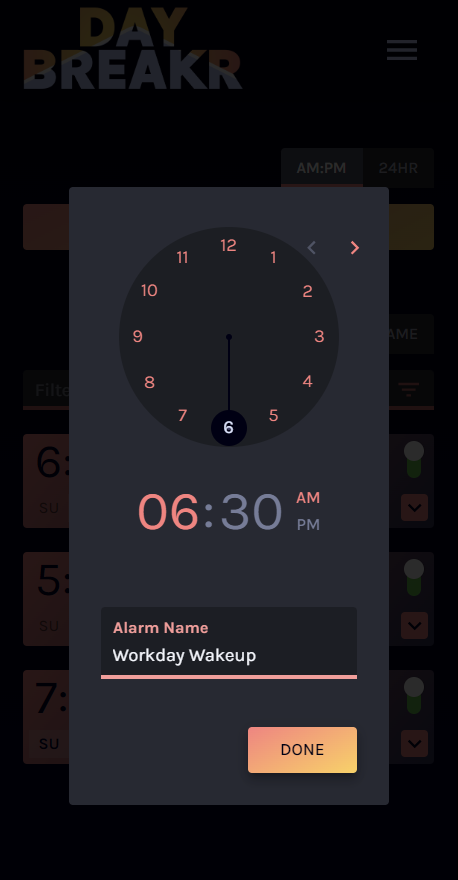 DAY
BREAKR
AM:PM 24HR
12
11 1
10 2
9 3
8 4
7 5
6
06:30 AM
PM
AME
Filte
6:
SU
5:
SU
7:
SU
Alarm Name
Workday Wakeup
DONE